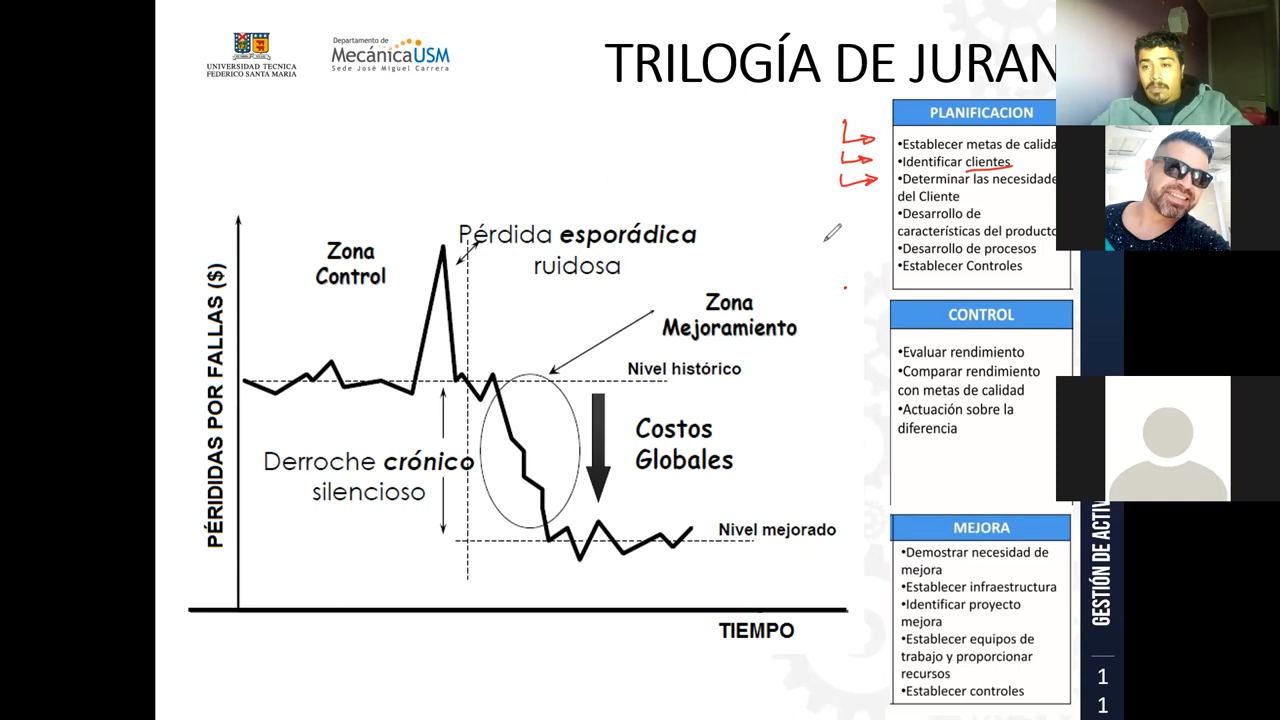 UNIVERSIDAD TECNICA
FEDERICO SANTA MARIA
Departamento de
MecánicaUSM
Sede José Miguel Carrera
TRILOGÍA DE JURAN
Pérdida esporádica
ruidosa
Zona
Control
Zona
Mejoramiento
Nivel histórico
Costos
Globales
Derroche crónico
silencioso
Nivel mejorado
PÉRIDIDAS POR FALLAS ($)
TIEMPO
PLANIFICACION
•Establecer metas de calida
•Identificar clientes
•Determinar las necesidade
del Cliente
•Desarrollo de
características del producto
•Desarrollo de procesos
•Establecer Controles
CONTROL
•Evaluar rendimiento
•Comparar rendimiento
con metas de calidad
•Actuación sobre la
diferencia
MEJORA
•Demostrar necesidad de
mejora
•Establecer infraestructura
•Identificar proyecto
mejora
•Establecer equipos de
trabajo y proporcionar
recursos
•Establecer controles
GESTIÓN DE ACTIV
1
1